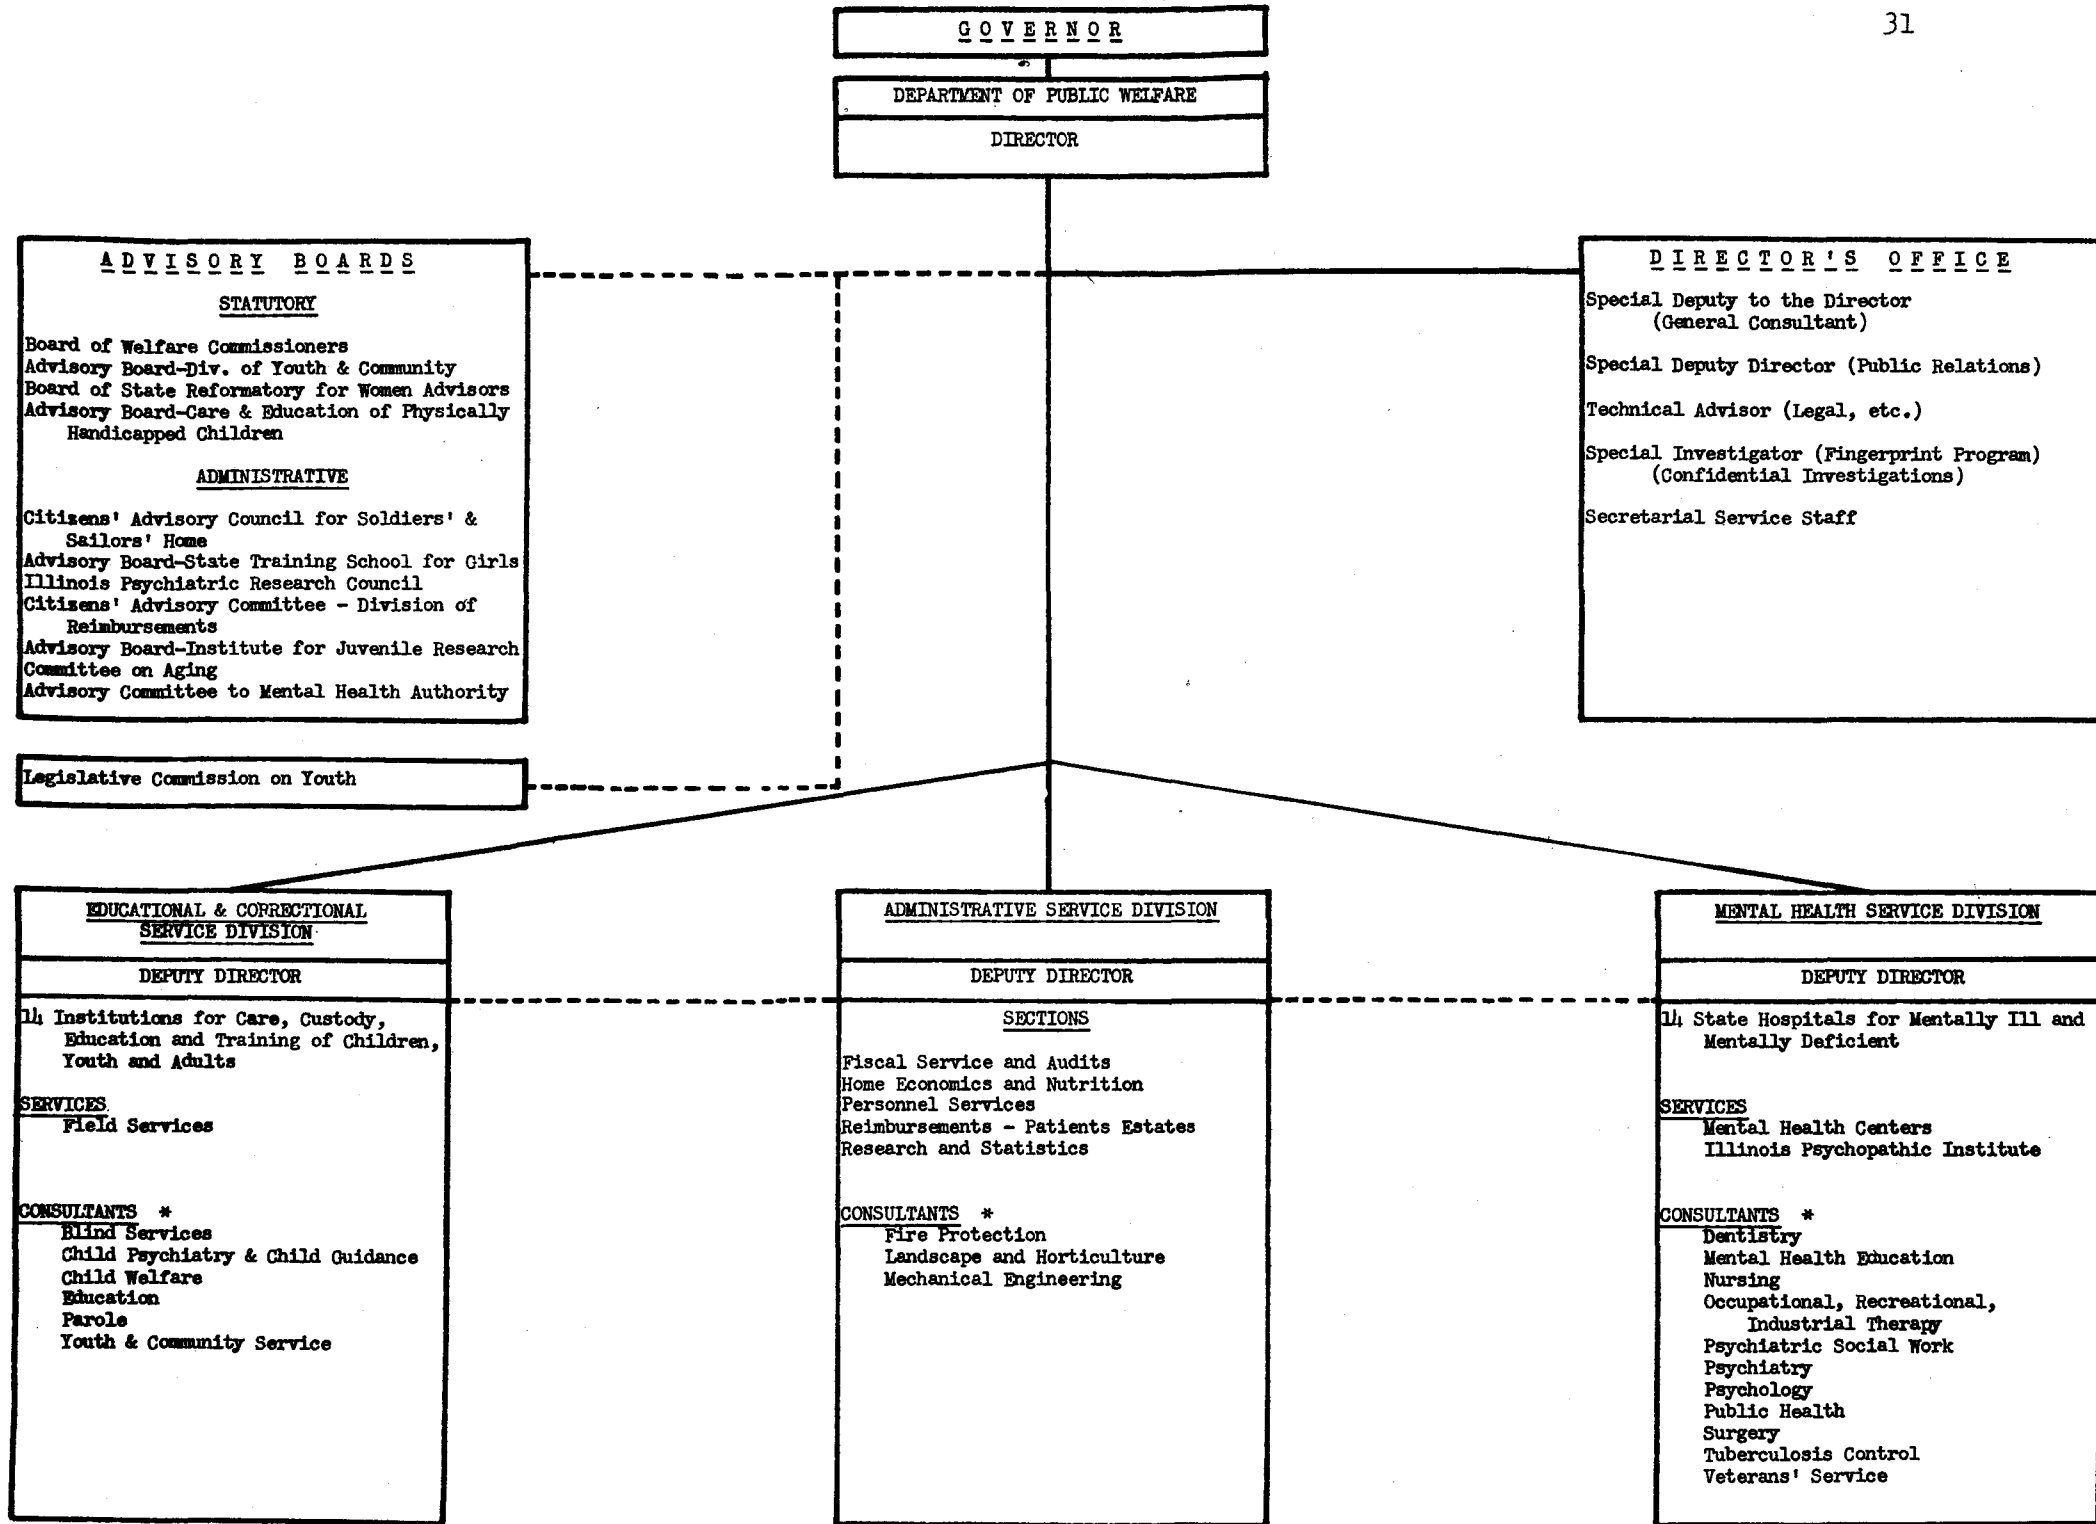 31
GOVERNOR
DEPARTMENT OF PUBLIC WELFARE
DIRECTOR
ADVISORY BOARDS
STATUTORY
Board of Welfare Commissioners
Advisory Board-Div. of Youth & Community
Board of State Reformatory for Women Advisors
Advisory Board-Care & Education of Physically
Handicapped Children
ADMINISTRATIVE
Citizens' Advisory Council for Soldiers' &
Sailors' Home
Advisory Board-State Training School for Girls
Illinois Psychiatric Research Council
Citizens' Advisory Committee - Division of
Reimbursements
Advisory Board-Institute for Juvenile Research
Committee on Aging
Advisory Committee to Mental Health Authority
Legislative Commission on Youth
DIRECTOR'S OFFICE
Special Deputy to the Director
(General Consultant)
Special Deputy Director (Public Relations)
Technical Advisor (Legal, etc.)
Special Investigator (Fingerprint Program)
(Confidential Investigations)
Secretarial Service Staff
EDUCATIONAL & CORRECTIONAL
SERVICE DIVISION
DEPUTY DIRECTOR
14 Institutions for Care, Custody,
Education and Training of Children,
Youth and Adults
SERVICES
Field Services
CONSULTANTS *
Blind Services
Child Psychiatry & Child Guidance
Child Welfare
Education
Parole
Youth & Community Service
ADMINISTRATIVE SERVICE DIVISION
DEPUTY DIRECTOR
SECTIONS
Fiscal Service and Audits
Home Economics and Nutrition
Personnel Services
Reimbursements - Patients Estates
Research and Statistics
CONSULTANTS *
Fire Protection
Landscape and Horticulture
Mechanical Engineering
MENTAL HEALTH SERVICE DIVISION
DEPUTY DIRECTOR
14 State Hospitals for Mentally Ill and
Mentally Deficient
SERVICES
Mental Health Centers
Illinois Psychopathic Institute
CONSULTANTS *
Dentistry
Mental Health Education
Nursing
Occupational, Recreational,
Industrial Therapy
Psychiatric Social Work
Psychiatry
Psychology
Public Health
Surgery
Tuberculosis Control
Veterans' Service